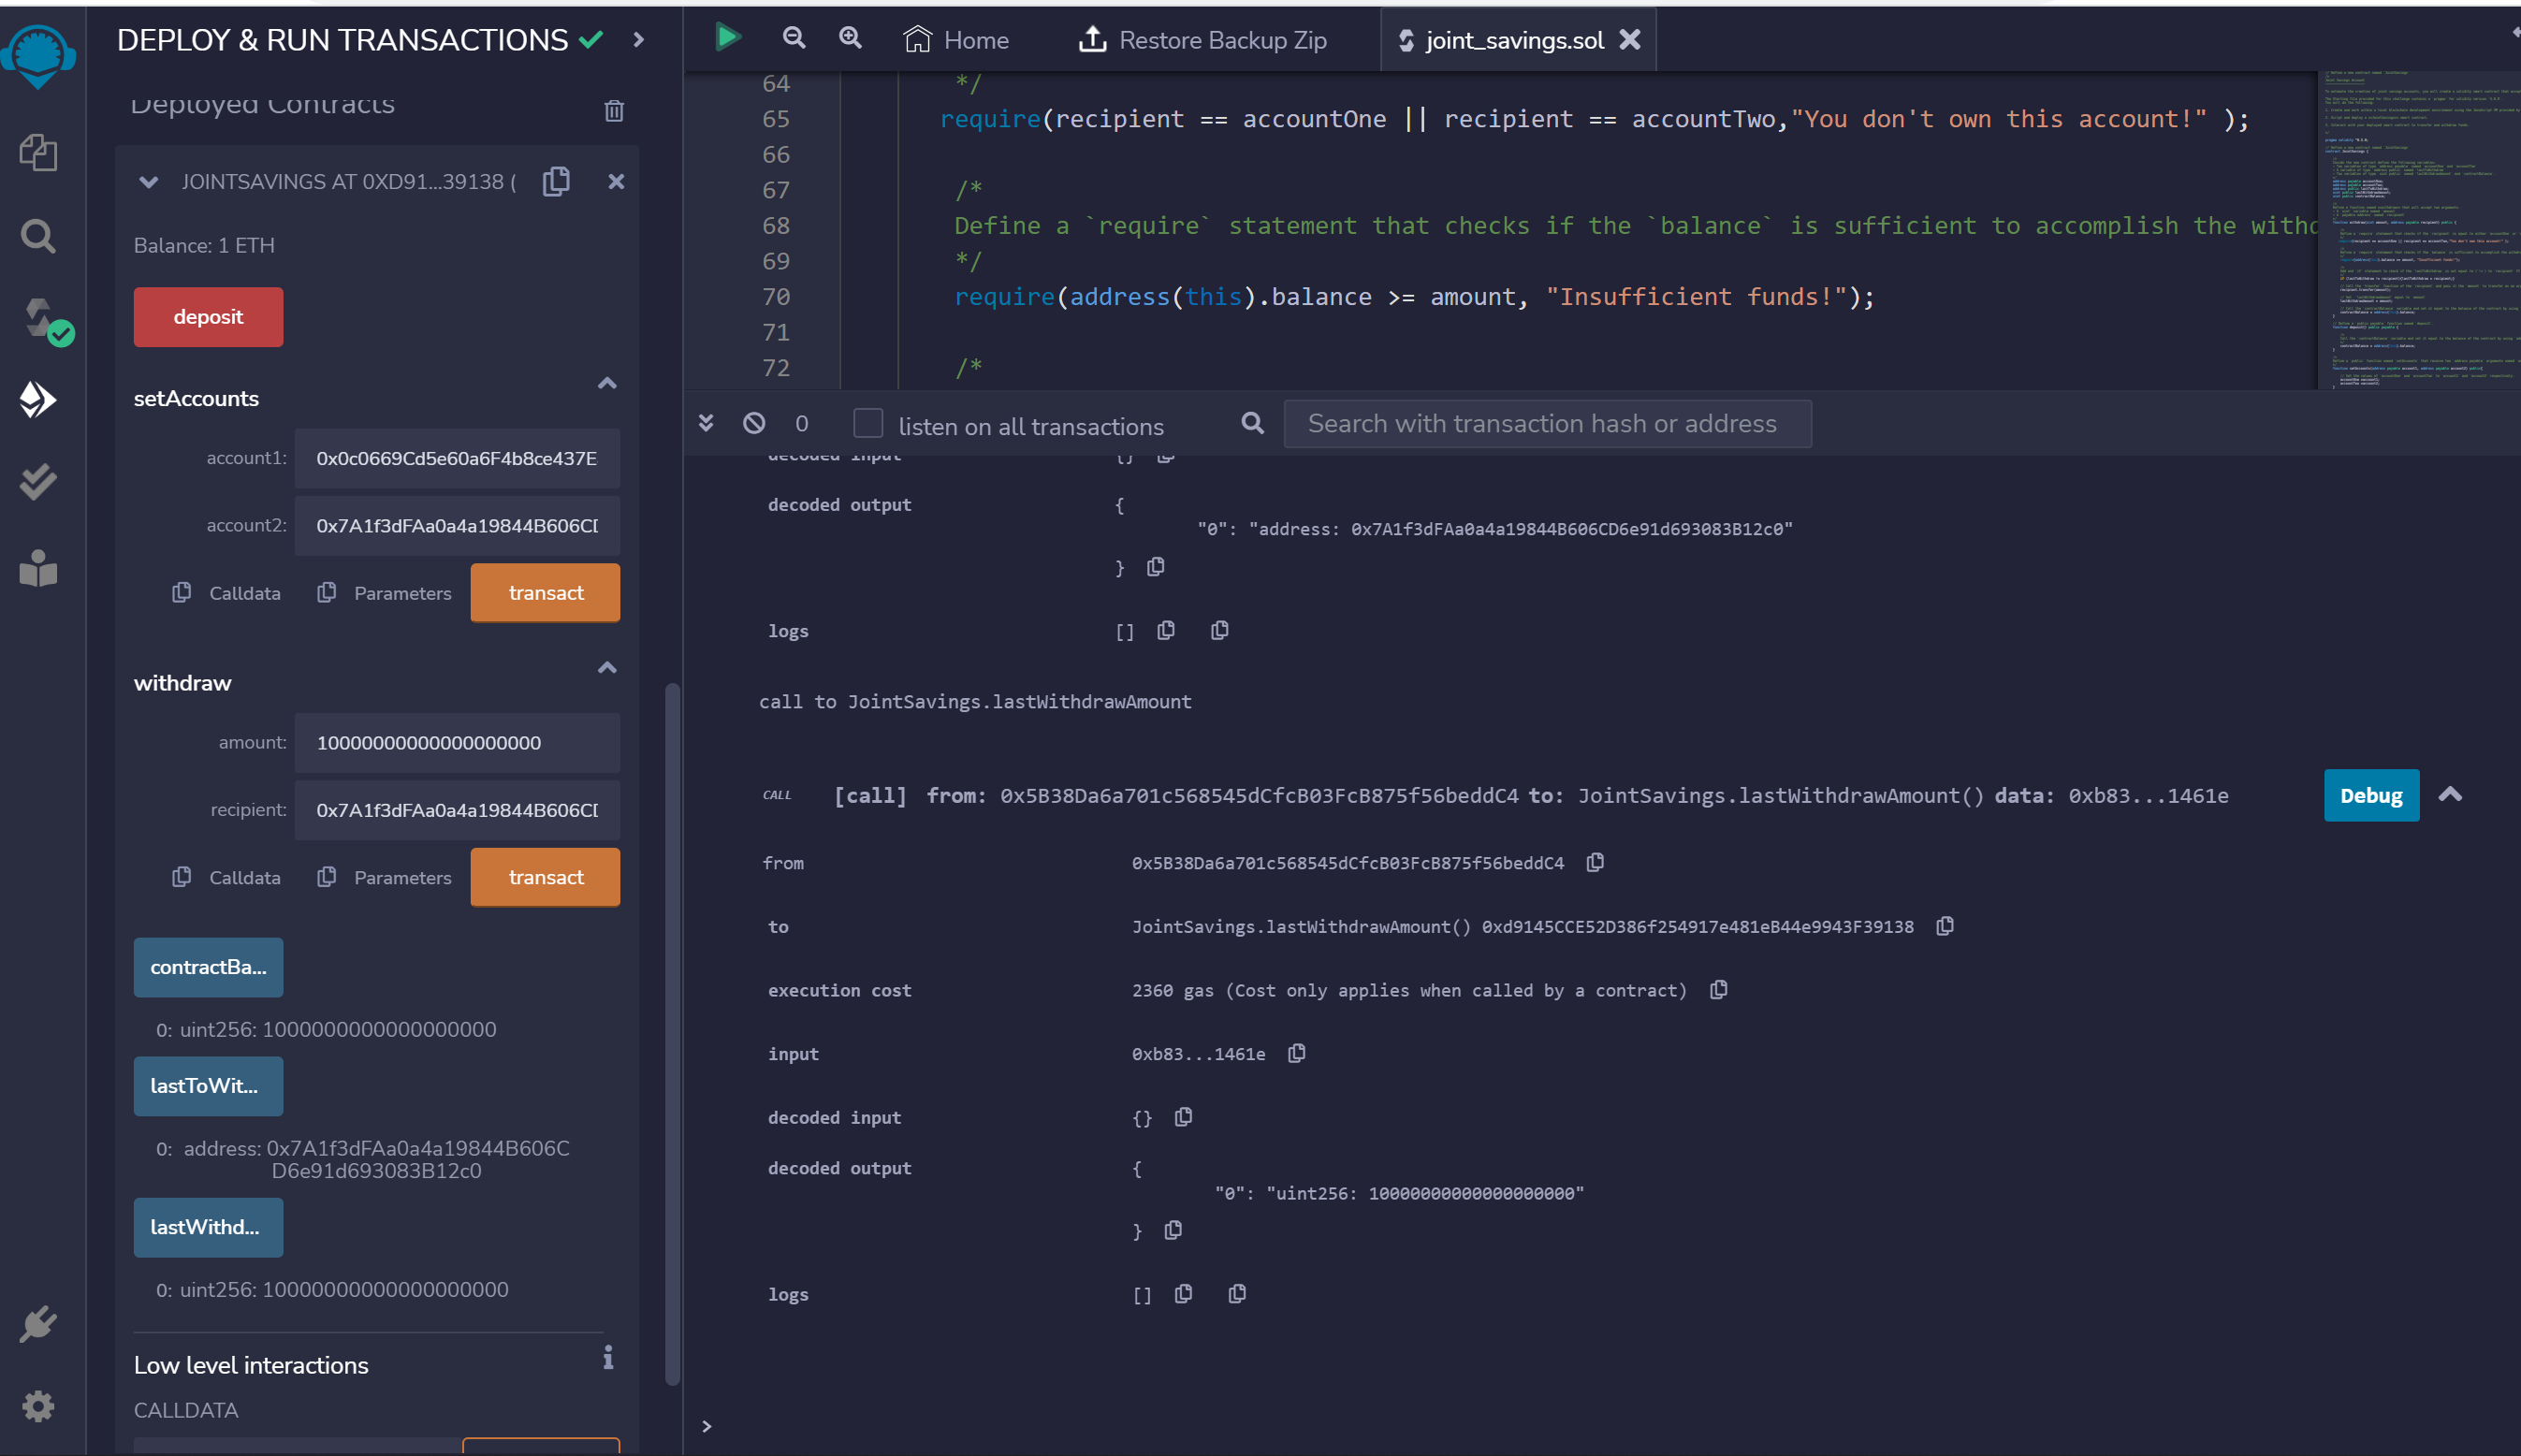 DEPLOY & RUN TRANSACTIONS
Deployed Contracts
JOINTSAVINGS AT 0XD91...39138 (
Balance: 1 ETH
deposit
setAccounts
account1: 0x0c0669Cd5e60a6F4b8ce437E
account2: 0x7A1f3dFAa0a4a19844B606CD
Calldata Parameters transact
withdraw
amount: 10000000000000000000
recipient: 0x7A1f3dFAa0a4a19844B606CD
Calldata Parameters transact
contractBa...
0: uint256: 1000000000000000000
lastToWit...
0: address: 0x7A1f3dFAa0a4a19844B606C
D6e91d693083B12c0
lastWithd...
0: uint256: 10000000000000000000
Low level interactions
CALLDATA
Home Restore Backup Zip joint_savings.sol
64 */
65 require(recipient == accountOne || recipient == accountTwo,"You don't own this account!" );
66
67 /*
68 Define a `require` statement that checks if the `balance` is sufficient to accomplish the withd
69 */
70 require(address(this).balance >= amount, "Insufficient funds!");
71
72 /*
0 listen on all transactions Search with transaction hash or address
decoded input {}
decoded output {
"0": "address: 0x7A1f3dFAa0a4a19844B606CD6e91d693083B12c0"
}
logs []
call to JointSavings.lastWithdrawAmount
CALL [call] from: 0x5B38Da6a701c568545dCfcB03FcB875f56beddC4 to: JointSavings.lastWithdrawAmount() data: 0xb83...1461e Debug
from 0x5B38Da6a701c568545dCfcB03FcB875f56beddC4
to JointSavings.lastWithdrawAmount() 0xd9145CCE52D386f254917e481eB44e9943F39138
execution cost 2360 gas (Cost only applies when called by a contract)
input 0xb83...1461e
decoded input {}
decoded output {
"0": "uint256: 10000000000000000000"
}
logs []
>